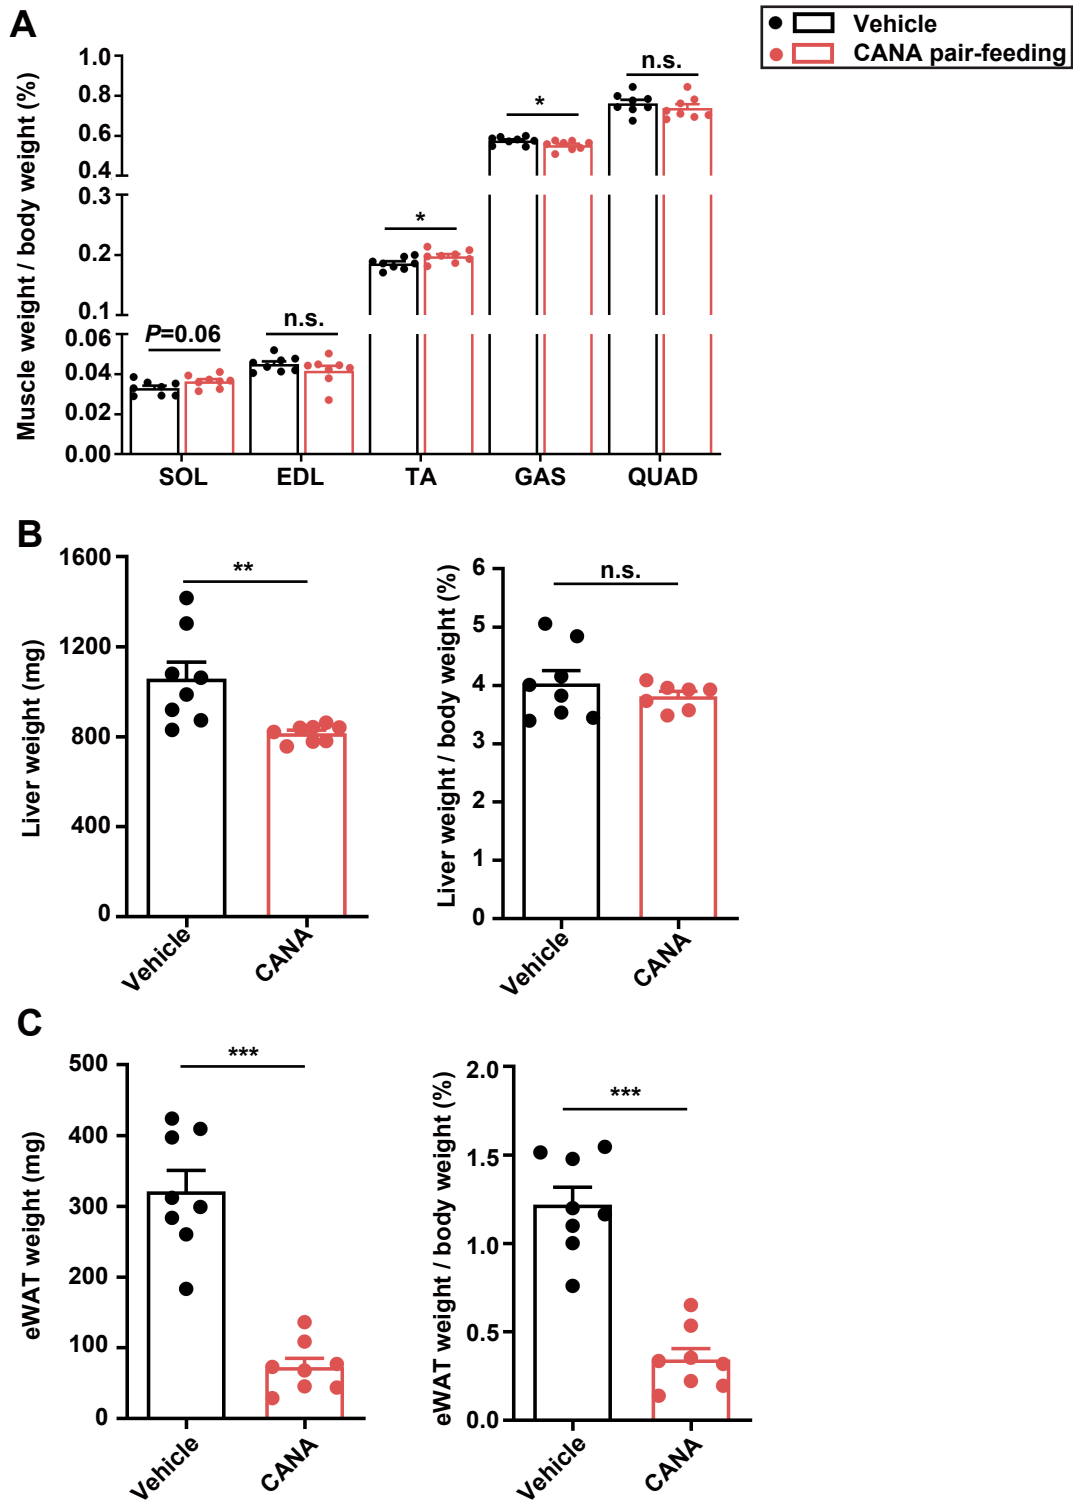 A
Vehicle
CANA pair-feeding
Muscle weight / body weight (%)
1.0
0.8
0.6
0.4
0.3
0.2
0.1
0.06
0.04
0.02
0.00
P=0.06
n.s.
*
*
n.s.
SOL EDL TA GAS QUAD
B
Liver weight (mg)
1600
1200
800
400
0
**
Vehicle CANA
Liver weight / body weight (%)
6
5
4
3
2
1
0
n.s.
Vehicle CANA
C
eWAT weight (mg)
500
400
300
200
100
0
***
Vehicle CANA
eWAT weight / body weight (%)
2.0
1.5
1.0
0.5
0.0
***
Vehicle CANA